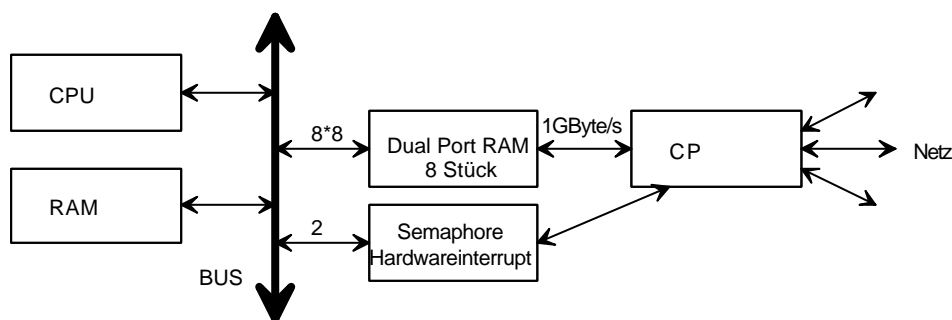 CPU
8*8
Dual Port RAM
8 Stück
1GByte/s
CP
Netz
RAM
2
Semaphore
Hardwareinterrupt
BUS